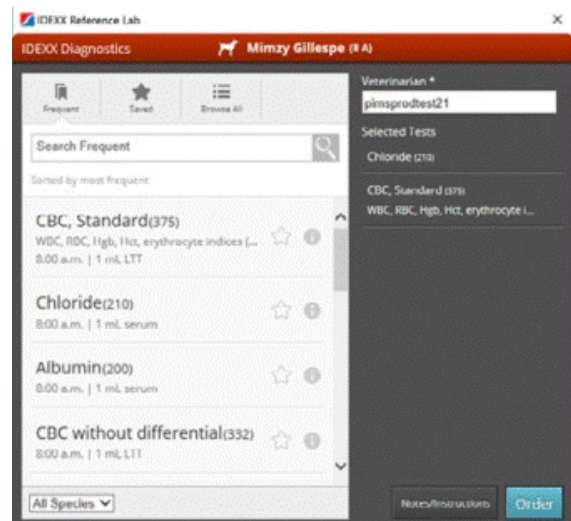 IDEXX Reference Lab
IDEXX Diagnostics
Mimzy Gillespe (8 A)
Frequent
Saved
Browse All
Search Frequent
Sorted by most frequent
CBC, Standard(375)
WBC, RBC, Hgb, Hct, erythrocyte indices (...
8:00 a.m. | 1 mL LTT
Chloride(210)
8:00 a.m. | 1 mL serum
Albumin(200)
8:00 a.m. | 1 mL serum
CBC without differential(332)
8:00 a.m. | 1 mL LTT
All Species
Veterinarian *
pimsprodtest21
Selected Tests
Chloride (210)
CBC, Standard (375)
WBC, RBC, Hgb, Hct, erythrocyte i...
Notes/Instructions
Order